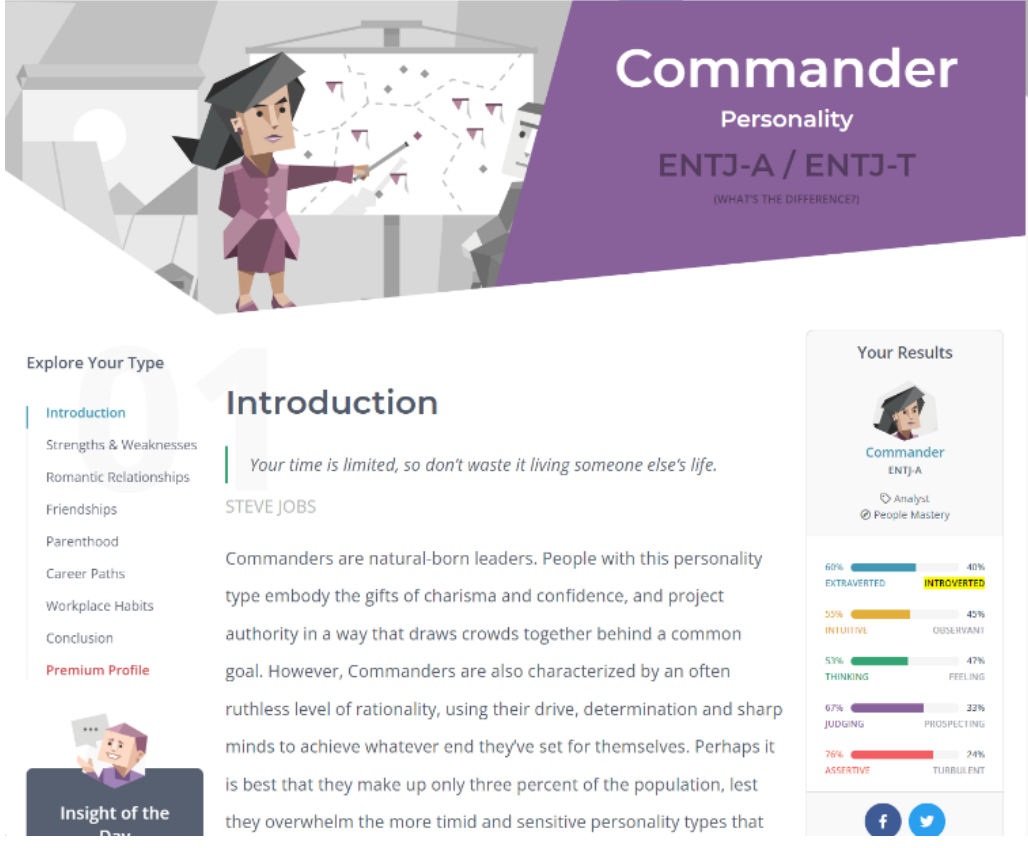 Commander
Personality
ENTJ-A / ENTJ-T
(WHAT'S THE DIFFERENCE?)
Explore Your Type
01
Introduction
Strengths & Weaknesses
Romantic Relationships
Friendships
Parenthood
Career Paths
Workplace Habits
Conclusion
Premium Profile
Insight of the
Day
Introduction
Your time is limited, so don't waste it living someone else's life.
STEVE JOBS
Commanders are natural-born leaders. People with this personality
type embody the gifts of charisma and confidence, and project
authority in a way that draws crowds together behind a common
goal. However, Commanders are also characterized by an often
ruthless level of rationality, using their drive, determination and sharp
minds to achieve whatever end they've set for themselves. Perhaps it
is best that they make up only three percent of the population, lest
they overwhelm the more timid and sensitive personality types that
Your Results
Commander
ENTJ-A
Analyst
People Mastery
60% 40%
EXTRAVERTED INTROVERTED
55% 45%
INTUITIVE OBSERVANT
53% 47%
THINKING FEELING
67% 33%
JUDGING PROSPECTING
76% 24%
ASSERTIVE TURBULENT